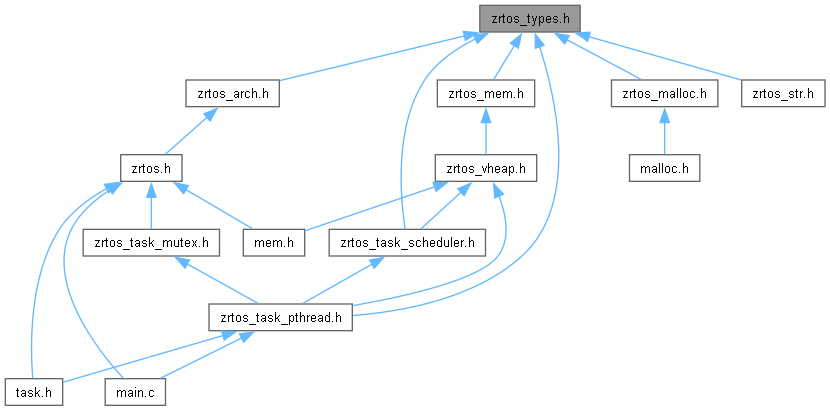 zrtos_types.h
zrtos_arch.h
zrtos_mem.h
zrtos_malloc.h
zrtos_str.h
zrtos.h
zrtos_vheap.h
malloc.h
zrtos_task_mutex.h
mem.h
zrtos_task_scheduler.h
zrtos_task_pthread.h
task.h
main.c